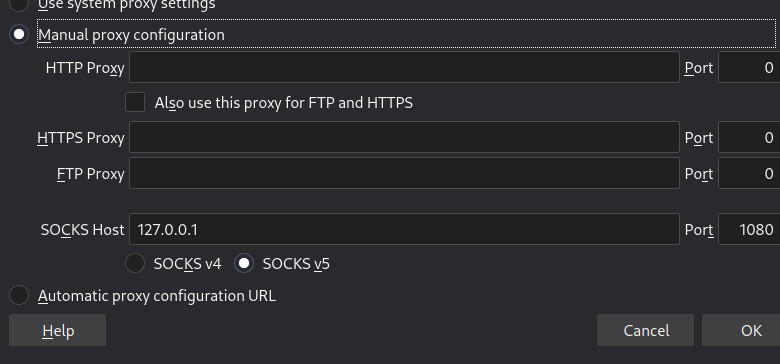 Use system proxy settings
Manual proxy configuration
HTTP Proxy Port 0
Also use this proxy for FTP and HTTPS
HTTPS Proxy Port 0
FTP Proxy Port 0
SOCKS Host 127.0.0.1 Port 1080
SOCKS v4 SOCKS v5
Automatic proxy configuration URL
Help Cancel OK